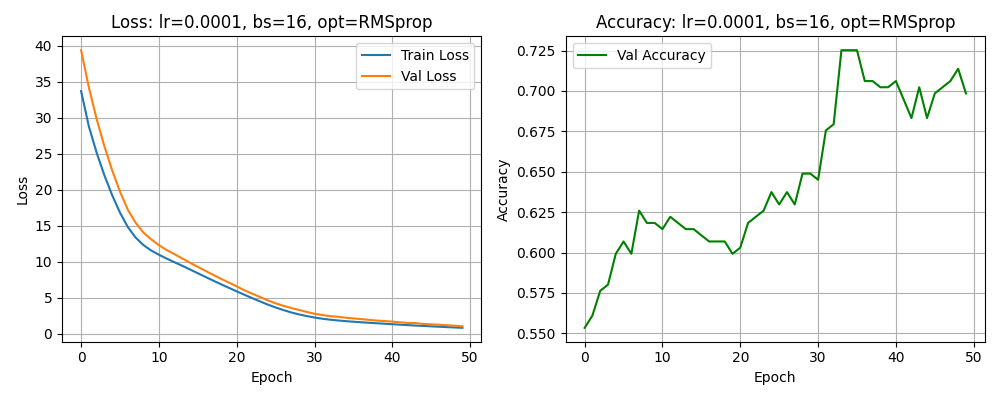 Loss: lr=0.0001, bs=16, opt=RMSprop
40
35
30
25
20
15
10
5
0
Loss
Train Loss
Val Loss
0 10 20 30 40 50
Epoch
Accuracy: lr=0.0001, bs=16, opt=RMSprop
0.725
0.700
0.675
0.650
0.625
0.600
0.575
0.550
Accuracy
Val Accuracy
0 10 20 30 40 50
Epoch